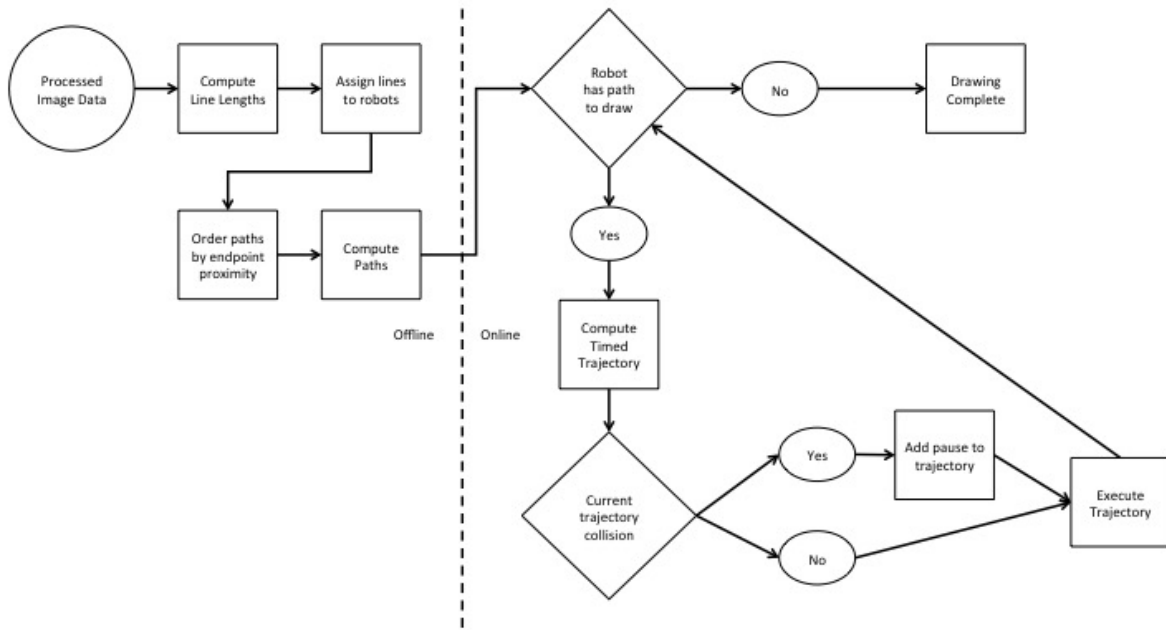 Processed
Image Data
Compute
Line Lengths
Assign lines
to robots
Order paths
by endpoint
proximity
Compute
Paths
Offline
Online
Robot
has path
to draw
No
Drawing
Complete
Yes
Compute
Timed
Trajectory
Current
trajectory
collision
Yes
Add pause to
trajectory
No
Execute
Trajectory